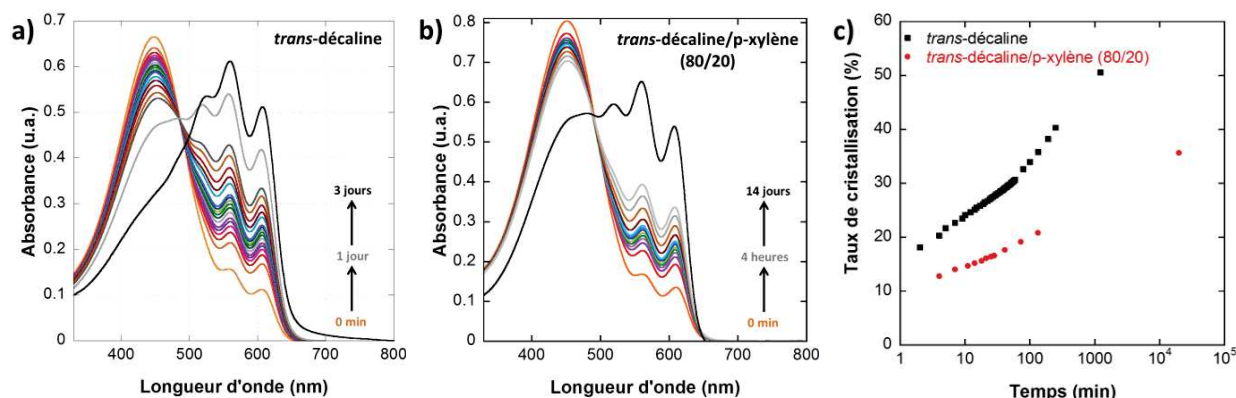 a)
trans-décaline
Absorbance (u.a.)
0.7
0.6
0.5
0.4
0.3
0.2
0.1
0
3 jours
1 jour
0 min
400 500 600 700 800
Longueur d'onde (nm)
b)
trans-décaline/p-xylène
(80/20)
Absorbance (u.a.)
0.8
0.7
0.6
0.5
0.4
0.3
0.2
0.1
0
14 jours
4 heures
0 min
400 500 600 700 800
Longueur d'onde (nm)
c)
trans-décaline
trans-décaline/p-xylène (80/20)
Taux de cristallisation (%)
60
50
40
30
20
10
0
1 10 100 1000 10⁴ 10⁵
Temps (min)